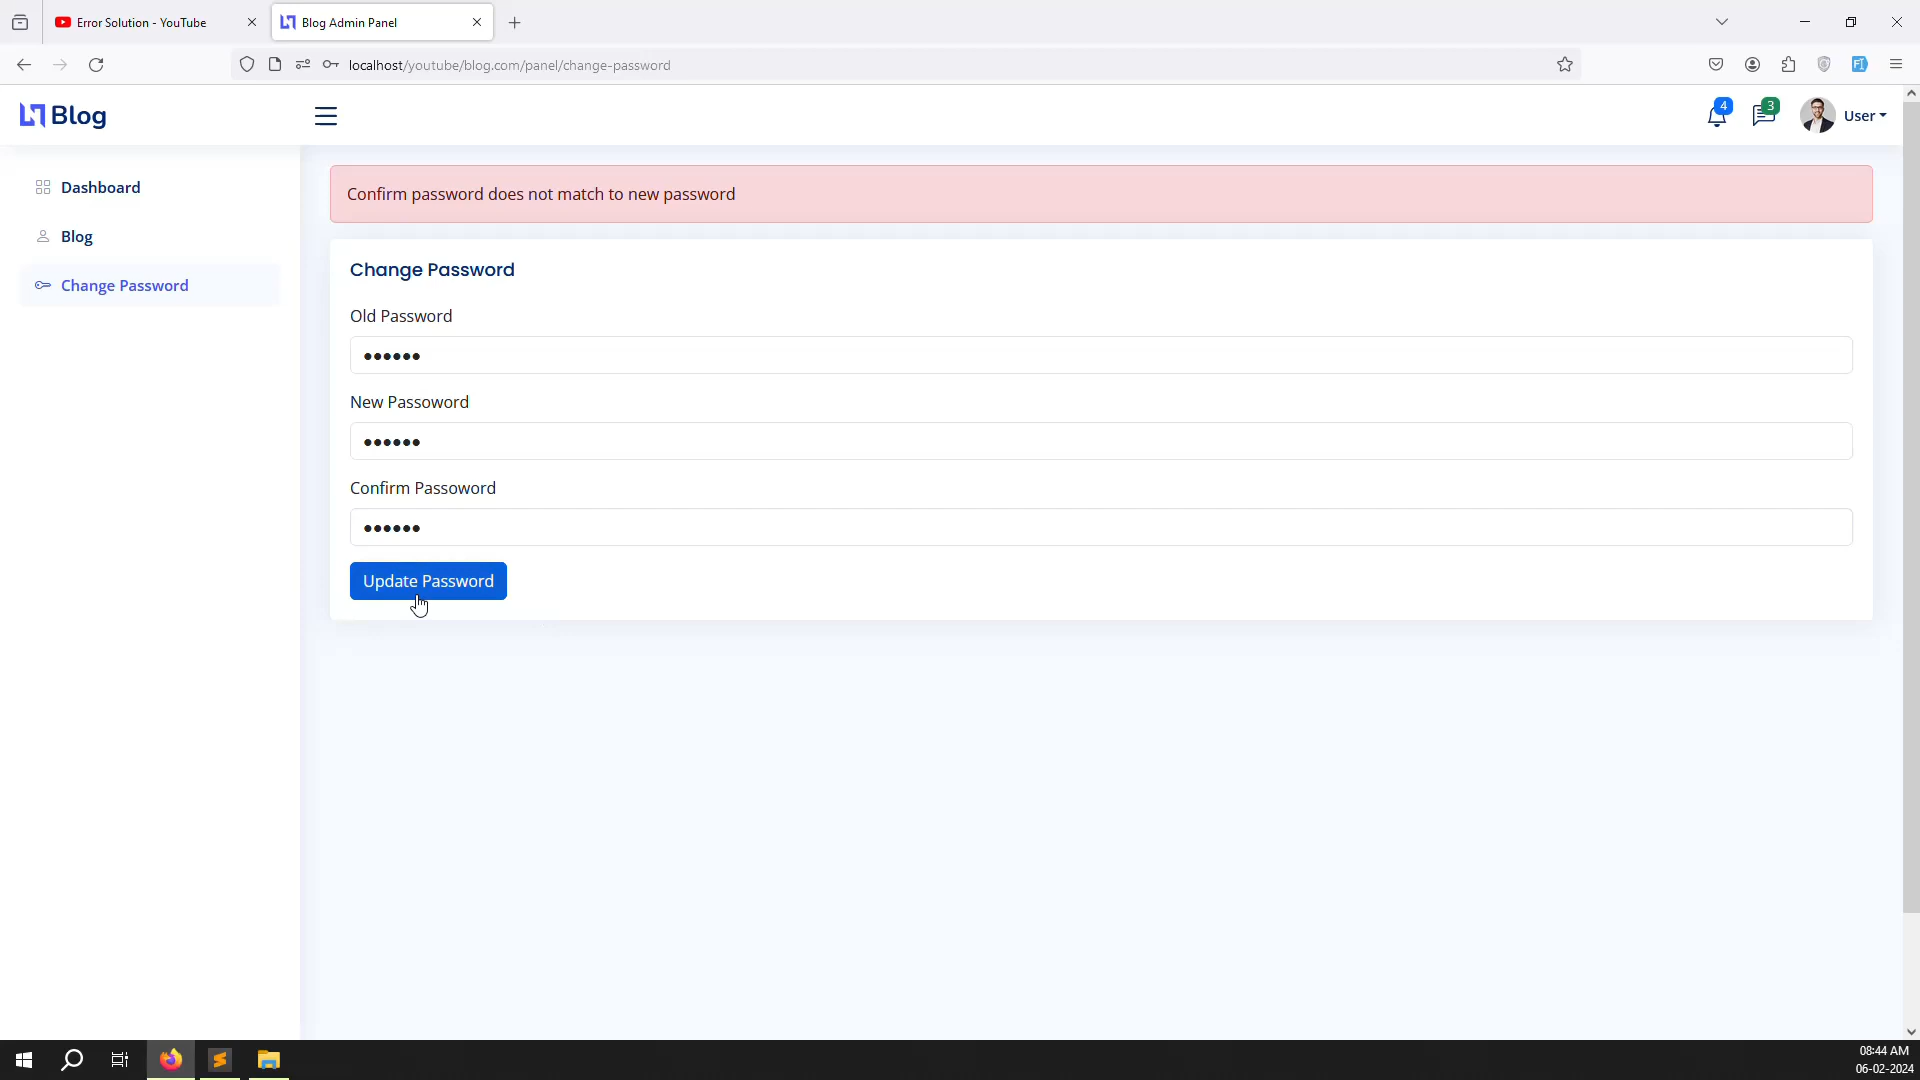 Error Solution - YouTube
Blog Admin Panel
localhost/youtube/blog.com/panel/change-password
Blog
4
3
User
Dashboard
Blog
Change Password
Confirm password does not match to new password
Change Password
Old Password
New Passoword
Confirm Passoword
Update Password
08:44 AM
06-02-2024